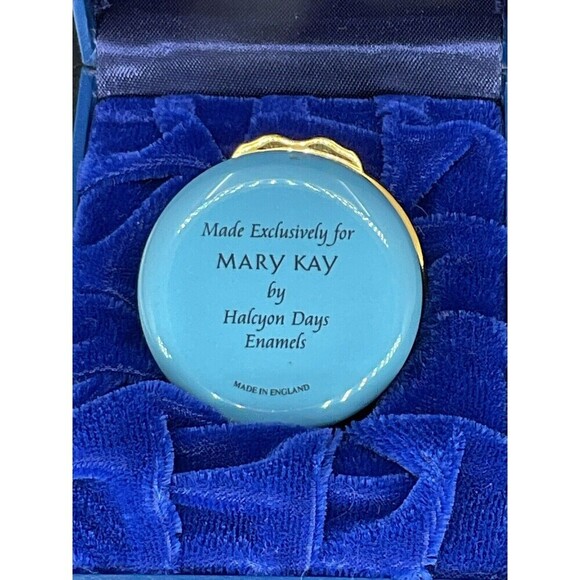 Made Exclusively for
MARY KAY
by
Halcyon Days
Enamels
MADE IN ENGLAND